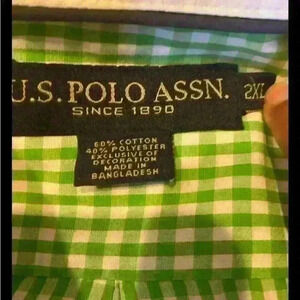 U.S. POLO ASSN.
SINCE 1890
2XL
60% COTTON
40% POLYESTER
EXCLUSIVE OF
DECORATION
MADE IN
BANGLADESH